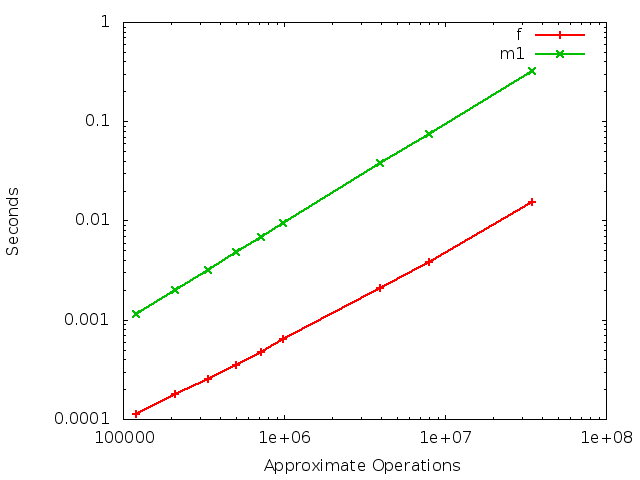 1
f
m1
0.1
Seconds
0.01
0.001
0.0001
100000
1e+06
1e+07
1e+08
Approximate Operations